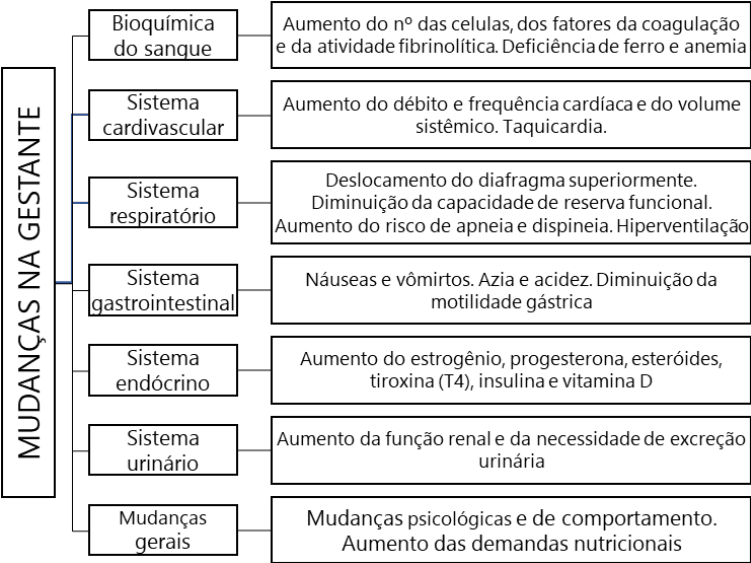 MUDANÇAS NA GESTANTE
Bioquímica
do sangue
Aumento do nº das celulas, dos fatores da coagulação
e da atividade fibrinolítica. Deficiência de ferro e anemia
Sistema
cardivascular
Aumento do débito e frequência cardíaca e do volume
sistêmico. Taquicardia.
Sistema
respiratório
Deslocamento do diafragma superiormente.
Diminuição da capacidade de reserva funcional.
Aumento do risco de apneia e dispineia. Hiperventilação
Sistema
gastrointestinal
Náuseas e vômirtos. Azia e acidez. Diminuição da
motilidade gástrica
Sistema
endócrino
Aumento do estrogênio, progesterona, esteróides,
tiroxina (T4), insulina e vitamina D
Sistema
urinário
Aumento da função renal e da necessidade de excreção
urinária
Mudanças
gerais
Mudanças psicológicas e de comportamento.
Aumento das demandas nutricionais